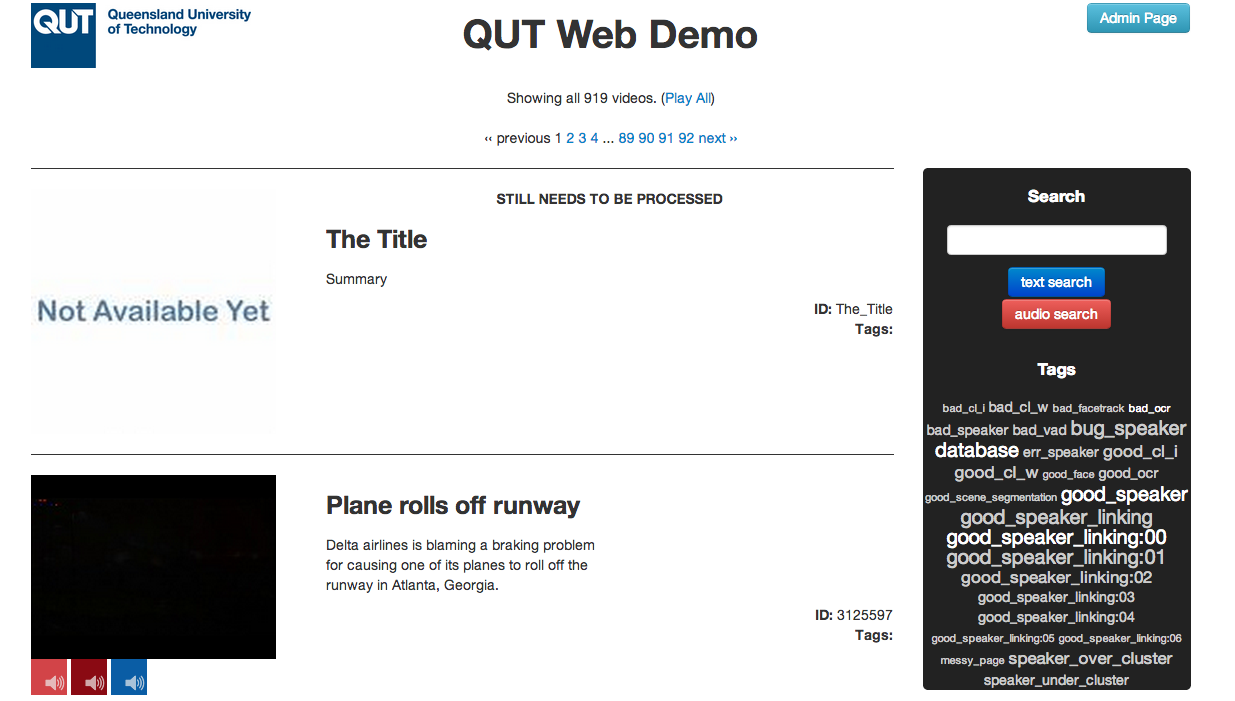 QUT
Queensland University
of Technology
QUT Web Demo
Admin Page
Showing all 919 videos. (Play All)
‹‹ previous 1 2 3 4 ... 89 90 91 92 next ››
Not Available Yet
STILL NEEDS TO BE PROCESSED
The Title
Summary
ID: The_Title
Tags:
Plane rolls off runway
Delta airlines is blaming a braking problem
for causing one of its planes to roll off the
runway in Atlanta, Georgia.
ID: 3125597
Tags:
Search
text search
audio search
Tags
bad_cl_i bad_cl_w bad_facetrack bad_ocr
bad_speaker bad_vad bug_speaker
database err_speaker good_cl_i
good_cl_w good_face good_ocr
good_scene_segmentation good_speaker
good_speaker_linking
good_speaker_linking:00
good_speaker_linking:01
good_speaker_linking:02
good_speaker_linking:03
good_speaker_linking:04
good_speaker_linking:05 good_speaker_linking:06
messy_page speaker_over_cluster
speaker_under_cluster